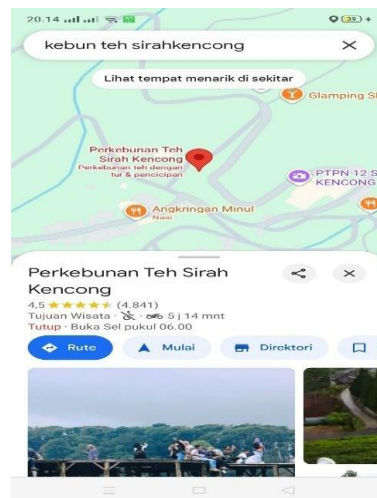 20.14
39
kebun teh sirahkencong
Lihat tempat menarik di sekitar
Glamping S
Perkebunan Teh
Sirah Kencong
Perkebunan teh dengan
tur & pencicipan
PTPN 12 S
KENCONG
Angkringan Minul
Nasi
Perkebunan Teh Sirah
Kencong
4,5 (4.841)
Tujuan Wisata · 5 j 14 mnt
Tutup · Buka Sel pukul 06.00
Rute
Mulai
Direktori